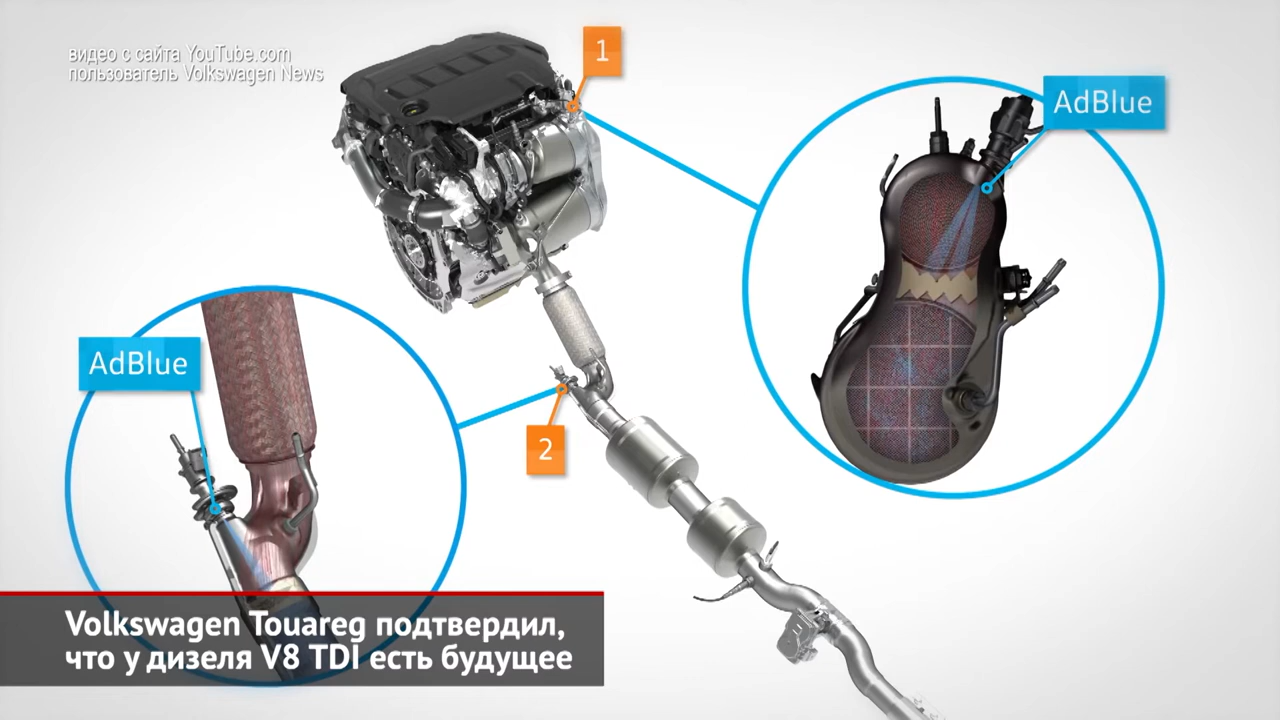 видео с сайта YouTube.com
пользователь Volkswagen News
1
AdBlue
AdBlue
2
Volkswagen Touareg подтвердил,
что у дизеля V8 TDI есть будущее